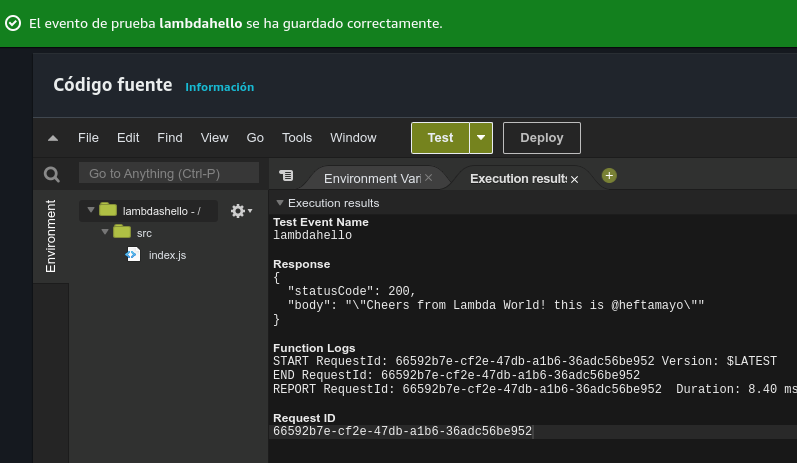 El evento de prueba lambdahello se ha guardado correctamente.
Código fuente Información
File Edit Find View Go Tools Window Test Deploy
Go to Anything (Ctrl-P)
Environment Vari
Execution results
Environment
lambdashello - /
src
index.js
Execution results
Test Event Name
lambdahello
Response
{
"statusCode": 200,
"body": "\"Cheers from Lambda World! this is @heftamayo\""
}
Function Logs
START RequestId: 66592b7e-cf2e-47db-a1b6-36adc56be952 Version: $LATEST
END RequestId: 66592b7e-cf2e-47db-a1b6-36adc56be952
REPORT RequestId: 66592b7e-cf2e-47db-a1b6-36adc56be952  Duration: 8.40 ms
Request ID
66592b7e-cf2e-47db-a1b6-36adc56be952